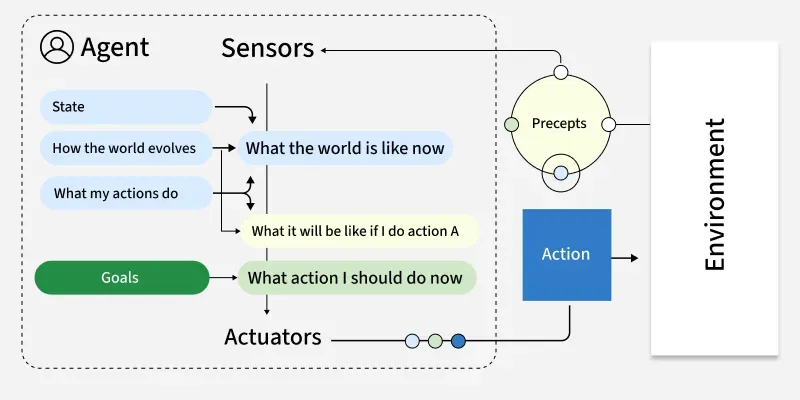 Agent
Sensors
State
How the world evolves
What the world is like now
What my actions do
What it will be like if I do action A
Goals
What action I should do now
Actuators
Precepts
Action
Environment